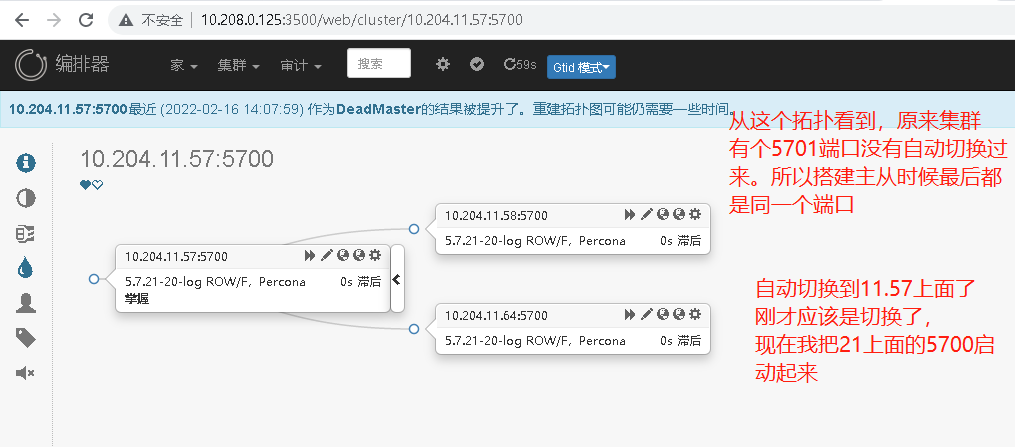 不安全 | 10.208.0.125:3500/web/cluster/10.204.11.57:5700
编排器 家 集群 审计 搜索 59s Gtid 模式
10.204.11.57:5700最近 (2022-02-16 14:07:59) 作为DeadMaster的结果被提升了。重建拓扑图可能仍需要一些时间。
从这个拓扑看到，原来集群
有个5701端口没有自动切换过
来。所以搭建主从时候最后都
是同一个端口
10.204.11.57:5700
10.204.11.58:5700
5.7.21-20-log ROW/F，Percona 0s 滞后
10.204.11.57:5700
5.7.21-20-log ROW/F，Percona 0s 滞后
掌握
10.204.11.64:5700
5.7.21-20-log ROW/F，Percona 0s 滞后
自动切换到11.57上面了
刚才应该是切换了，
现在我把21上面的5700启
动起来